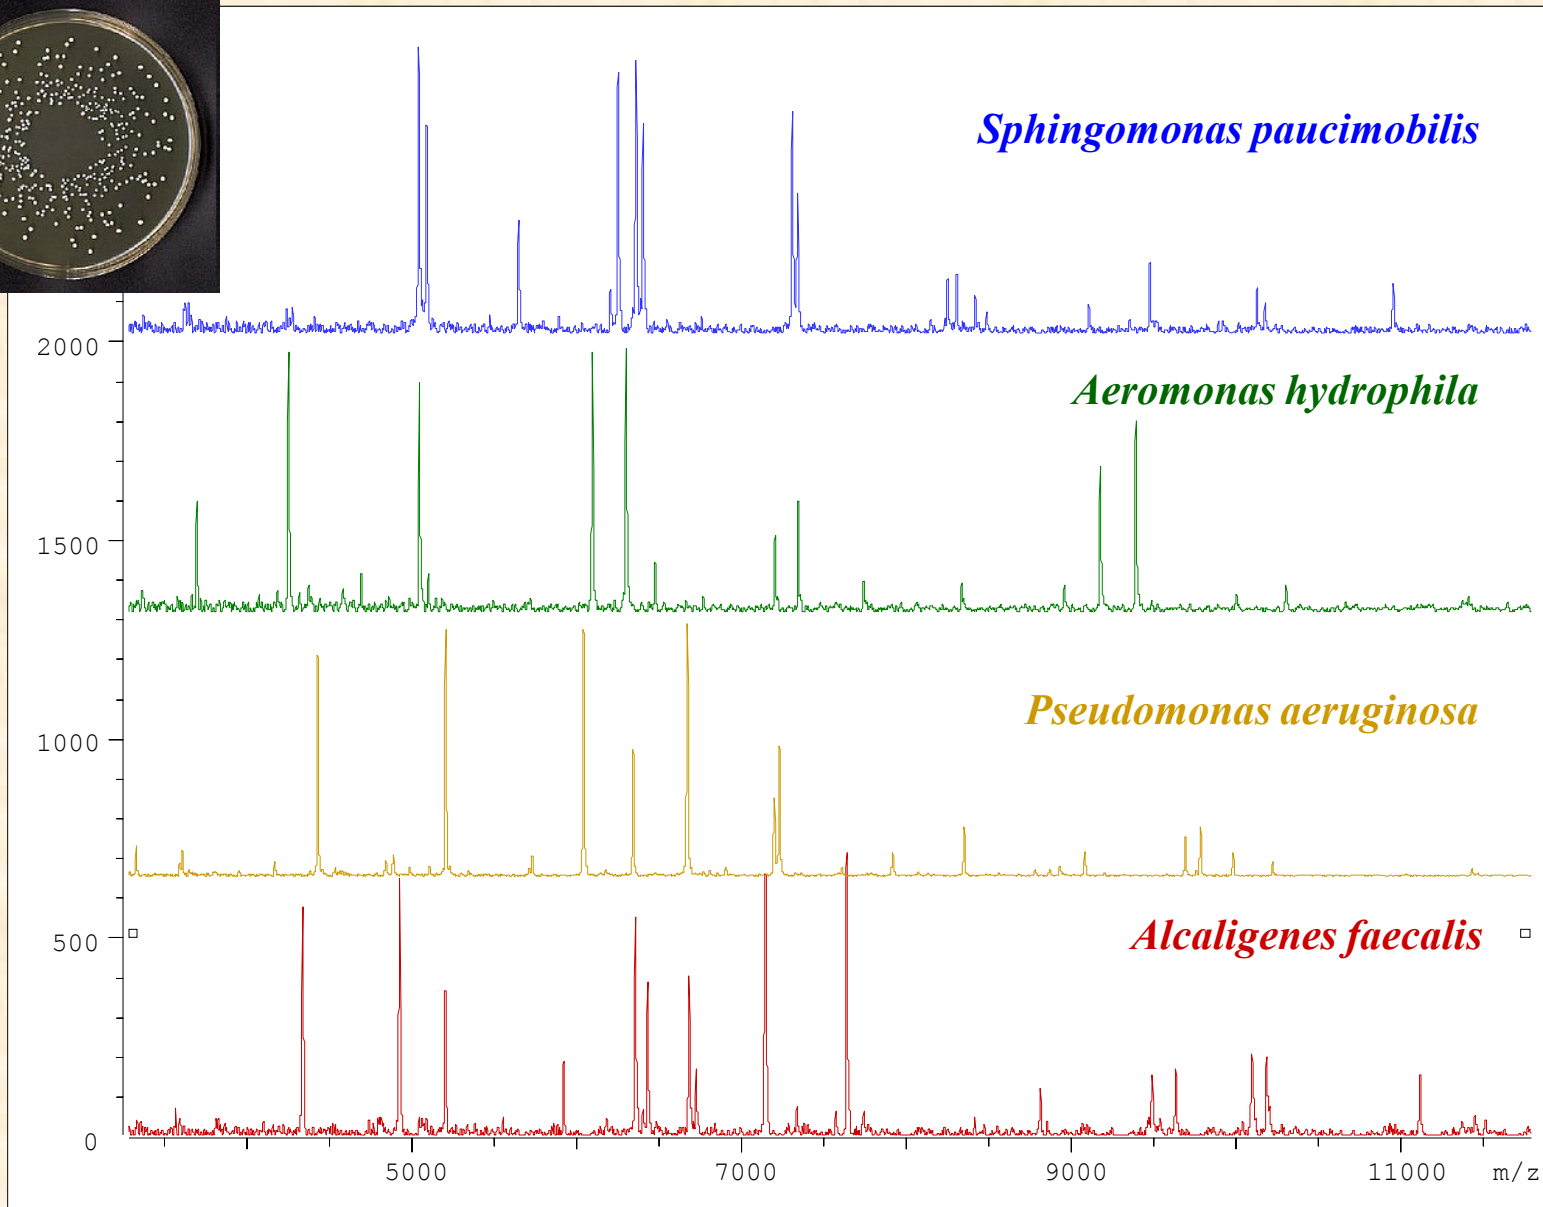 Sphingomonas paucimobilis
2000
Aeromonas hydrophila
1500
Pseudomonas aeruginosa
1000
Alcaligenes faecalis
500
0
5000 7000 9000 11000 m/z